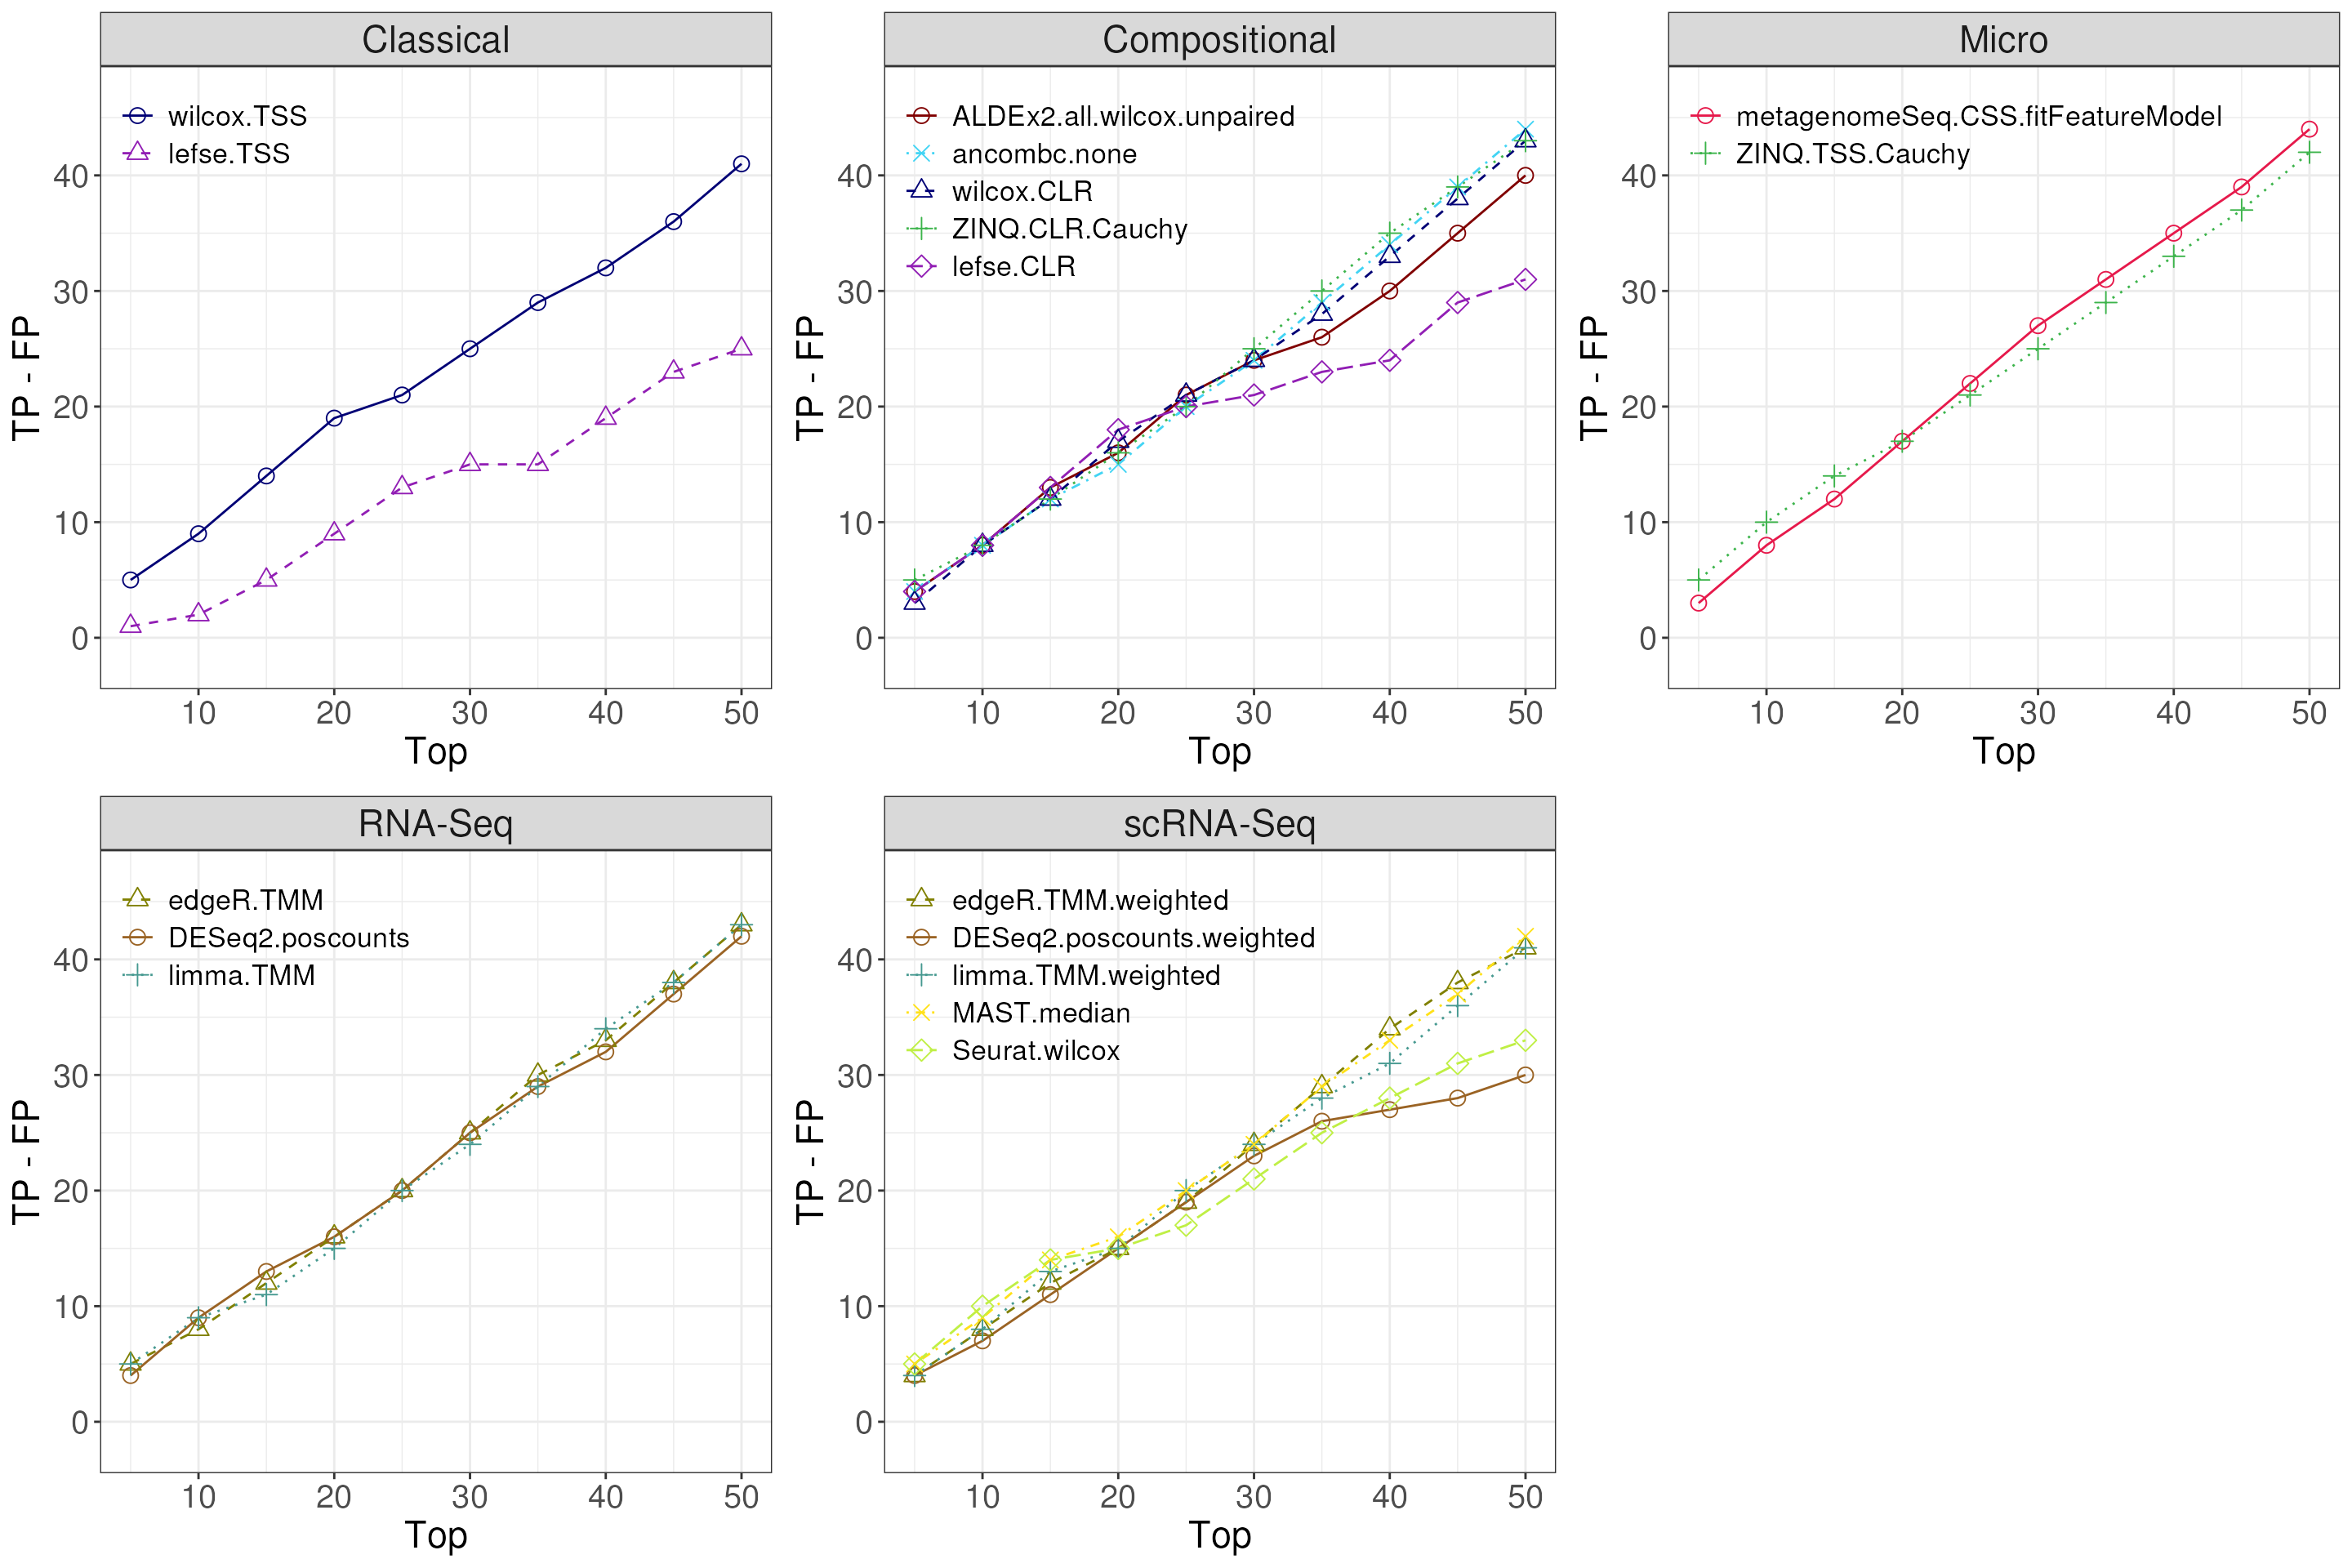 Classical
wilcox.TSS
lefse.TSS
TP - FP
40
30
20
10
0
10 20 30 40 50
Top
Compositional
ALDEx2.all.wilcox.unpaired
ancombc.none
wilcox.CLR
ZINQ.CLR.Cauchy
lefse.CLR
TP - FP
40
30
20
10
0
10 20 30 40 50
Top
Micro
metagenomeSeq.CSS.fitFeatureModel
ZINQ.TSS.Cauchy
TP - FP
40
30
20
10
0
10 20 30 40 50
Top
RNA-Seq
edgeR.TMM
DESeq2.poscounts
limma.TMM
TP - FP
40
30
20
10
0
10 20 30 40 50
Top
scRNA-Seq
edgeR.TMM.weighted
DESeq2.poscounts.weighted
limma.TMM.weighted
MAST.median
Seurat.wilcox
TP - FP
40
30
20
10
0
10 20 30 40 50
Top